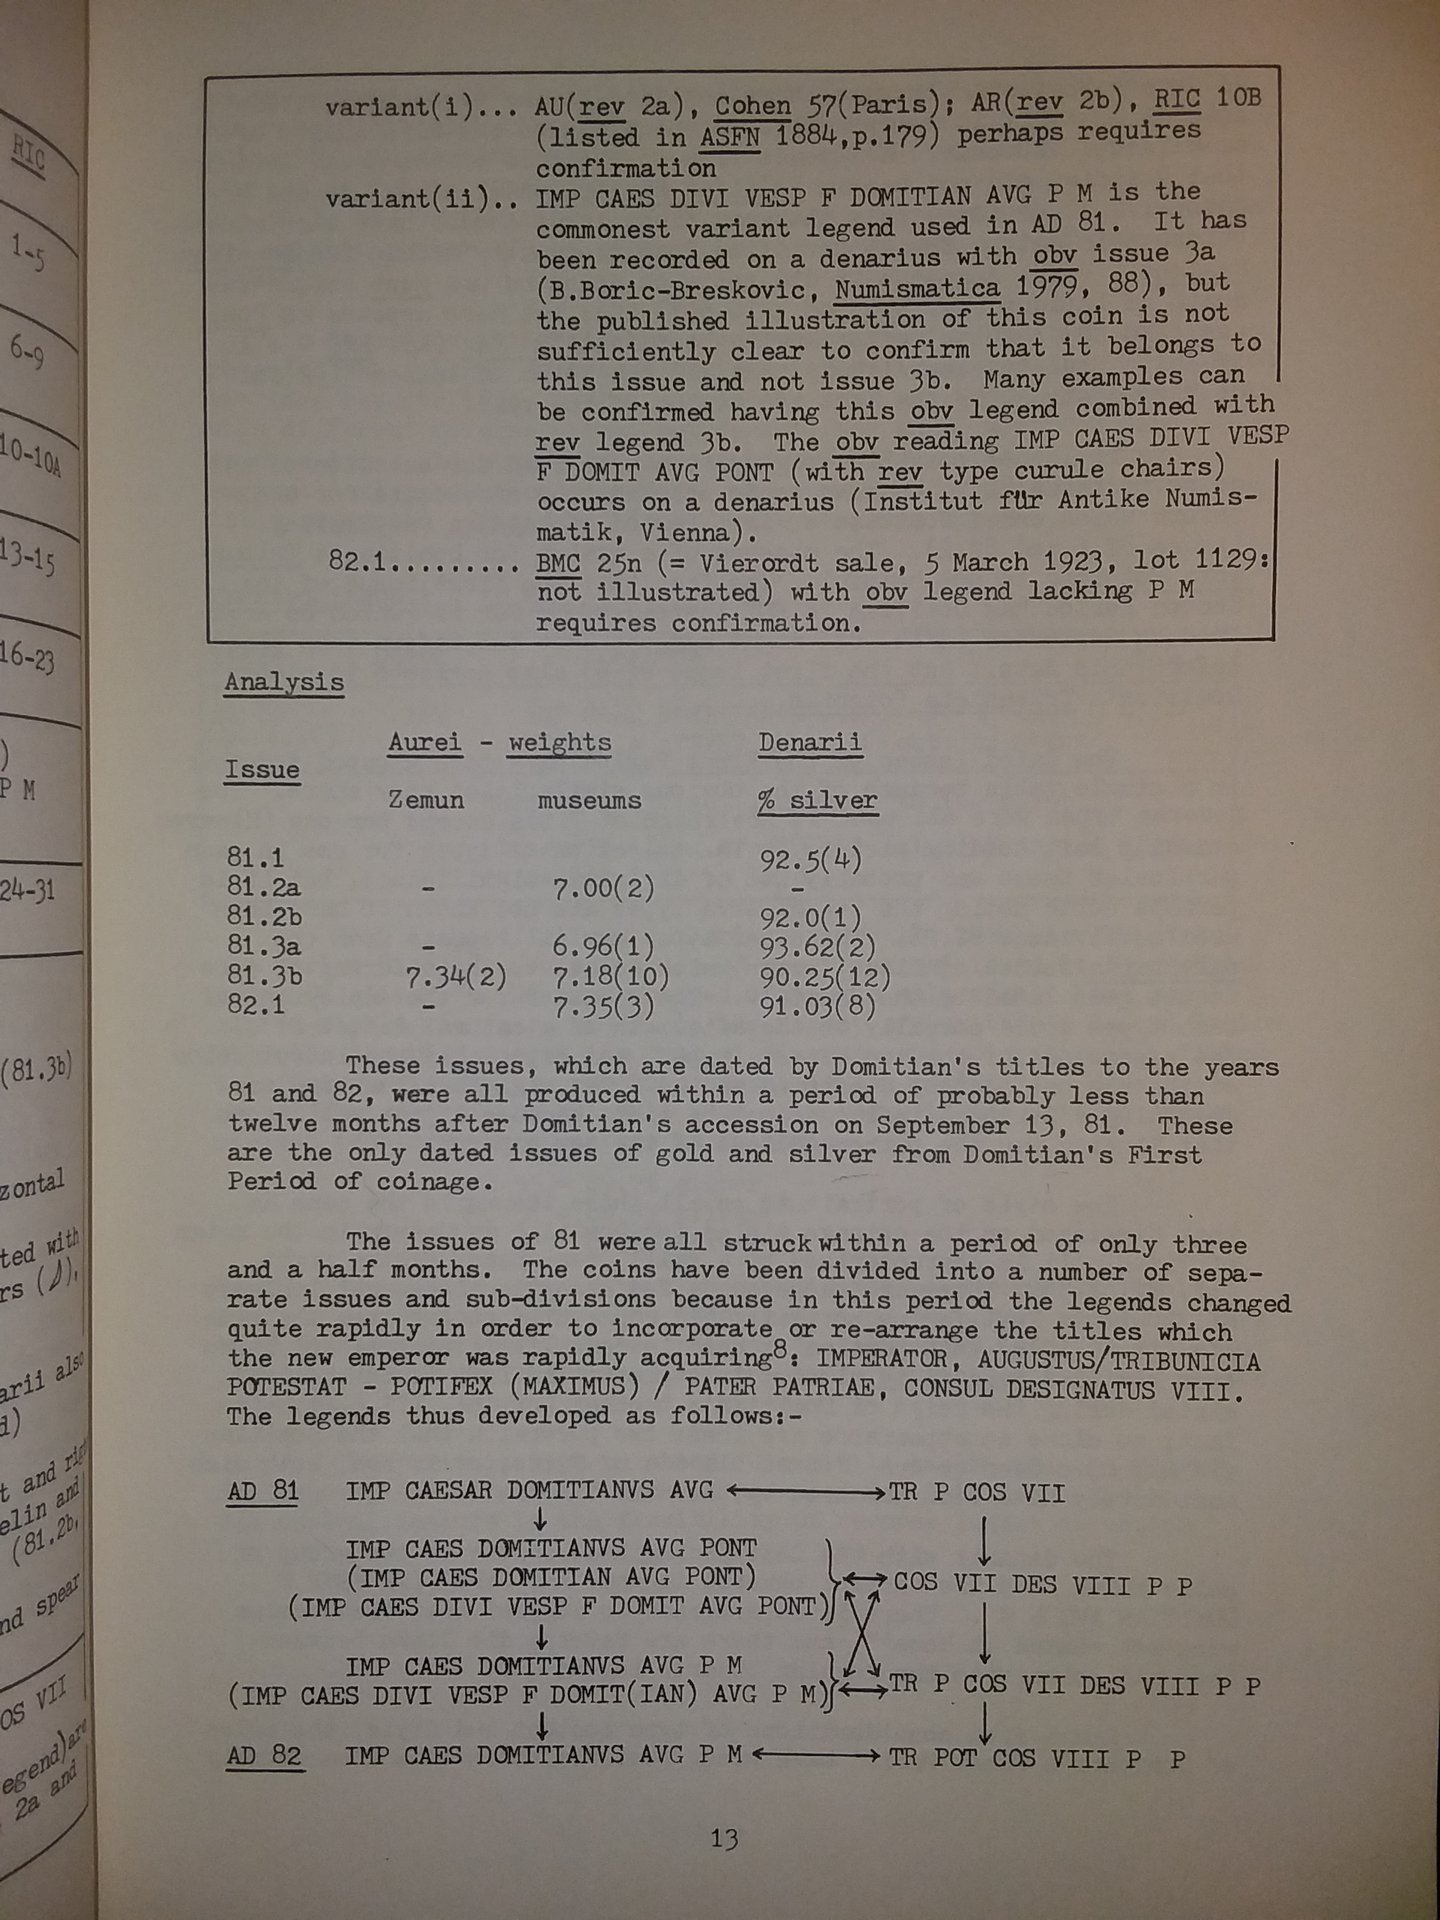 RIC
1-5
6-9
10-10A
13-15
16-23
)
P M
24-31
(81.3b)
zontal
ted with
rs ( ),
arii also
d)
t and rig
elin and
(81.2b,
nd spear
OS VII
egend)are
2a and
variant(i)... AU(rev 2a), Cohen 57(Paris); AR(rev 2b), RIC 10B
(listed in ASFN 1884,p.179) perhaps requires
confirmation
variant(ii).. IMP CAES DIVI VESP F DOMITIAN AVG P M is the
commonest variant legend used in AD 81. It has
been recorded on a denarius with obv issue 3a
(B.Boric-Breskovic, Numismatica 1979, 88), but
the published illustration of this coin is not
sufficiently clear to confirm that it belongs to
this issue and not issue 3b. Many examples can
be confirmed having this obv legend combined with
rev legend 3b. The obv reading IMP CAES DIVI VESP
F DOMIT AVG PONT (with rev type curule chairs)
occurs on a denarius (Institut für Antike Numis-
matik, Vienna).
82.1......... BMC 25n (= Vierordt sale, 5 March 1923, lot 1129:
not illustrated) with obv legend lacking P M
requires confirmation.
Analysis
Aurei - weights Denarii
Issue
Zemun museums % silver
81.1 92.5(4)
81.2a - 7.00(2) -
81.2b 92.0(1)
81.3a - 6.96(1) 93.62(2)
81.3b 7.34(2) 7.18(10) 90.25(12)
82.1 - 7.35(3) 91.03(8)
These issues, which are dated by Domitian's titles to the years
81 and 82, were all produced within a period of probably less than
twelve months after Domitian's accession on September 13, 81. These
are the only dated issues of gold and silver from Domitian's First
Period of coinage.
The issues of 81 were all struck within a period of only three
and a half months. The coins have been divided into a number of sepa-
rate issues and sub-divisions because in this period the legends changed
quite rapidly in order to incorporate or re-arrange the titles which
the new emperor was rapidly acquiring8: IMPERATOR, AUGUSTUS/TRIBUNICIA
POTESTAT - POTIFEX (MAXIMUS) / PATER PATRIAE, CONSUL DESIGNATUS VIII.
The legends thus developed as follows:-
AD 81 IMP CAESAR DOMITIANVS AVG ⟷ TR P COS VII
↓
IMP CAES DOMITIANVS AVG PONT
(IMP CAES DOMITIAN AVG PONT) ↔ COS VII DES VIII P P
(IMP CAES DIVI VESP F DOMIT AVG PONT)
↓
IMP CAES DOMITIANVS AVG P M
(IMP CAES DIVI VESP F DOMIT(IAN) AVG P M) ↔ TR P COS VII DES VIII P P
↓
AD 82 IMP CAES DOMITIANVS AVG P M ⟷ TR POT COS VIII P P
13